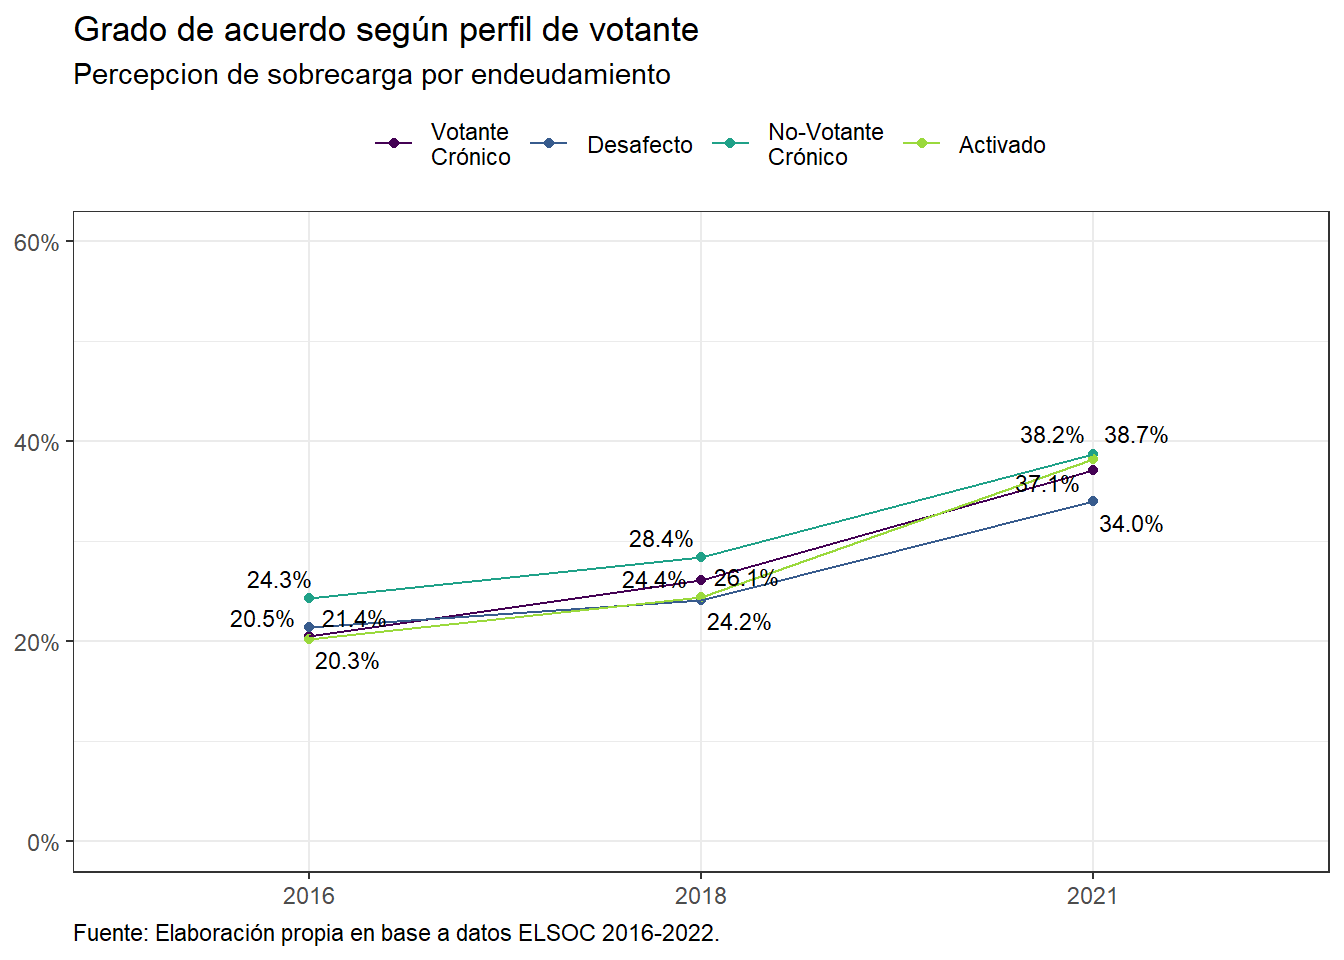 Grado de acuerdo según perfil de votante
Percepcion de sobrecarga por endeudamiento
Votante
Crónico
Desafecto
No-Votante
Crónico
Activado
60%
40%
20%
0%
38.2%
38.7%
37.1%
34.0%
28.4%
24.4%
26.1%
24.2%
24.3%
20.5%
21.4%
20.3%
2016
2018
2021
Fuente: Elaboración propia en base a datos ELSOC 2016-2022.